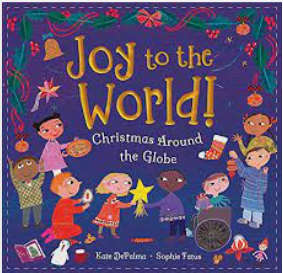 Joy to the
World!
Christmas Around
the Globe
Kate DePalma • Sophie Fatus